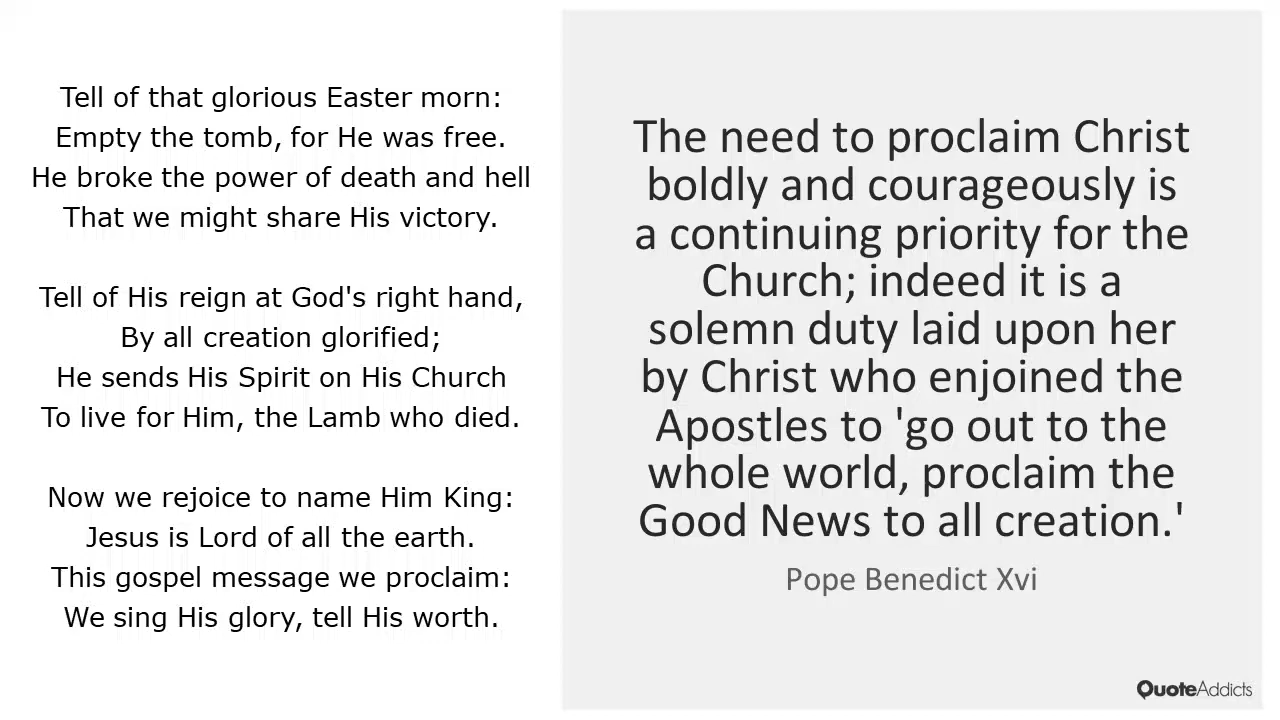 Tell of that glorious Easter morn:
Empty the tomb, for He was free.
He broke the power of death and hell
That we might share His victory.
Tell of His reign at God's right hand,
By all creation glorified;
He sends His Spirit on His Church
To live for Him, the Lamb who died.
Now we rejoice to name Him King:
Jesus is Lord of all the earth.
This gospel message we proclaim:
We sing His glory, tell His worth.
The need to proclaim Christ
boldly and courageously is
a continuing priority for the
Church; indeed it is a
solemn duty laid upon her
by Christ who enjoined the
Apostles to 'go out to the
whole world, proclaim the
Good News to all creation.'
Pope Benedict Xvi
QuoteAddicts